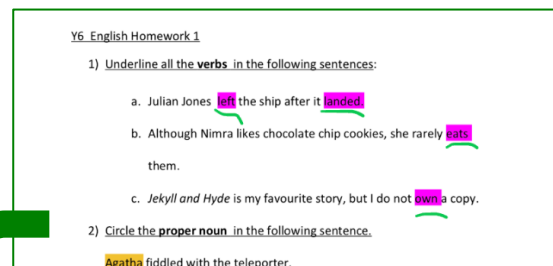 Y6 English Homework 1
1) Underline all the verbs in the following sentences:
a. Julian Jones left the ship after it landed.
b. Although Nimra likes chocolate chip cookies, she rarely eats
them.
c. Jekyll and Hyde is my favourite story, but I do not own a copy.
2) Circle the proper noun in the following sentence.
Agatha fiddled with the teleporter.